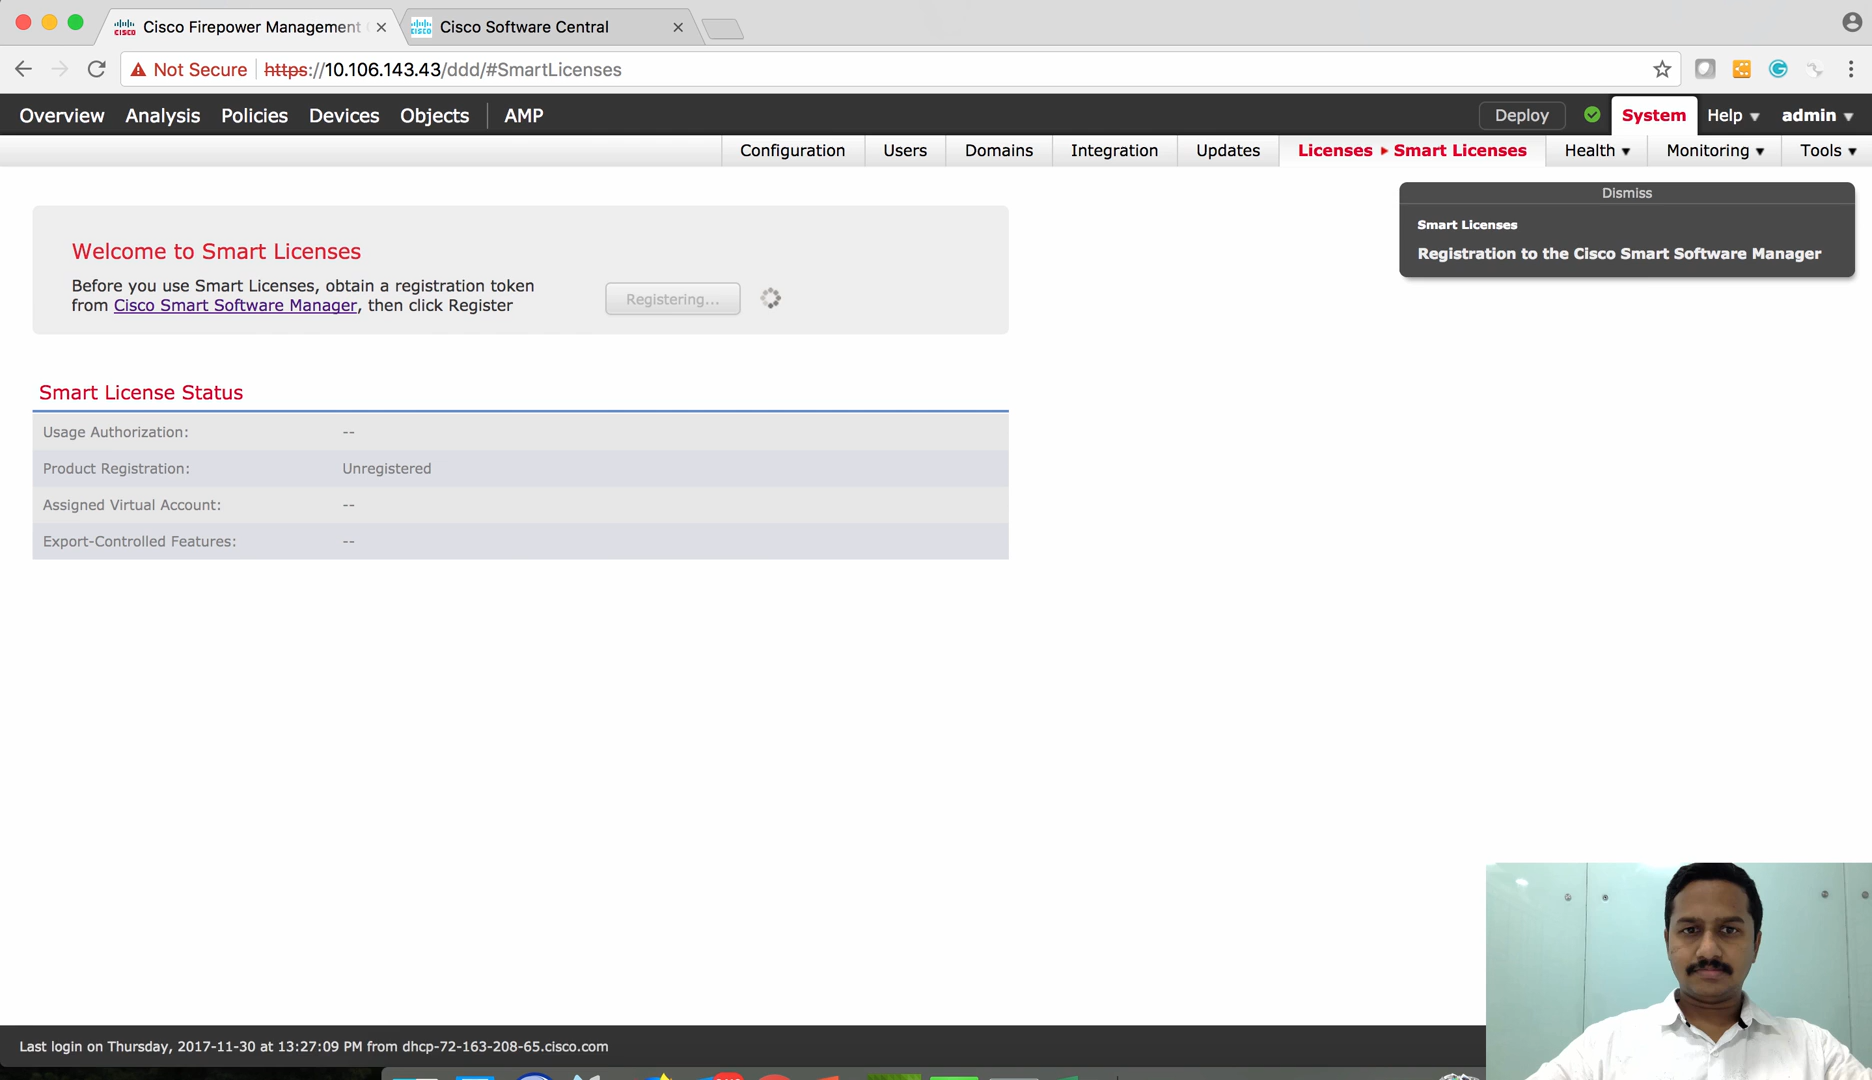 Cisco Firepower Management
Cisco Software Central
Not Secure https://10.106.143.43/ddd/#SmartLicenses
Overview Analysis Policies Devices Objects AMP Deploy System Help admin
Configuration Users Domains Integration Updates Licenses Smart Licenses Health Monitoring Tools
Dismiss
Smart Licenses
Registration to the Cisco Smart Software Manager
Welcome to Smart Licenses
Before you use Smart Licenses, obtain a registration token
from Cisco Smart Software Manager, then click Register
Registering...
Smart License Status
Usage Authorization: --
Product Registration: Unregistered
Assigned Virtual Account: --
Export-Controlled Features: --
Last login on Thursday, 2017-11-30 at 13:27:09 PM from dhcp-72-163-208-65.cisco.com